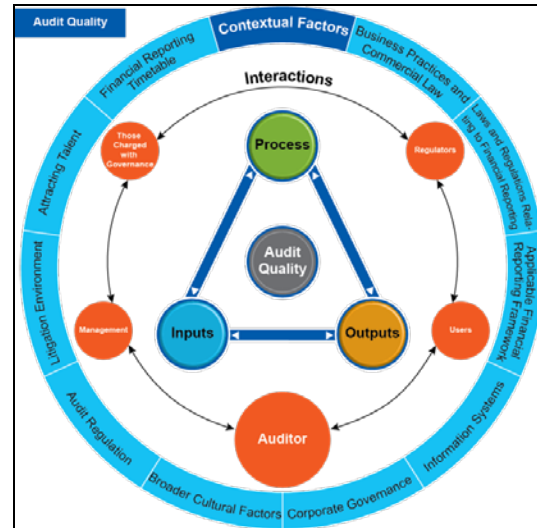 Audit Quality
Contextual Factors
Business Practices and
Commercial Law
Laws and Regulations Rela-
ting to Financial Reporting
Applicable Financial
Reporting Framework
Information Systems
Corporate Governance
Broader Cultural Factors
Audit Regulation
Litigation Environment
Attracting Talent
Financial Reporting
Timetable
Interactions
Those
Charged
with
Governance
Process
Regulators
Audit
Quality
Management
Inputs
Outputs
Users
Auditor